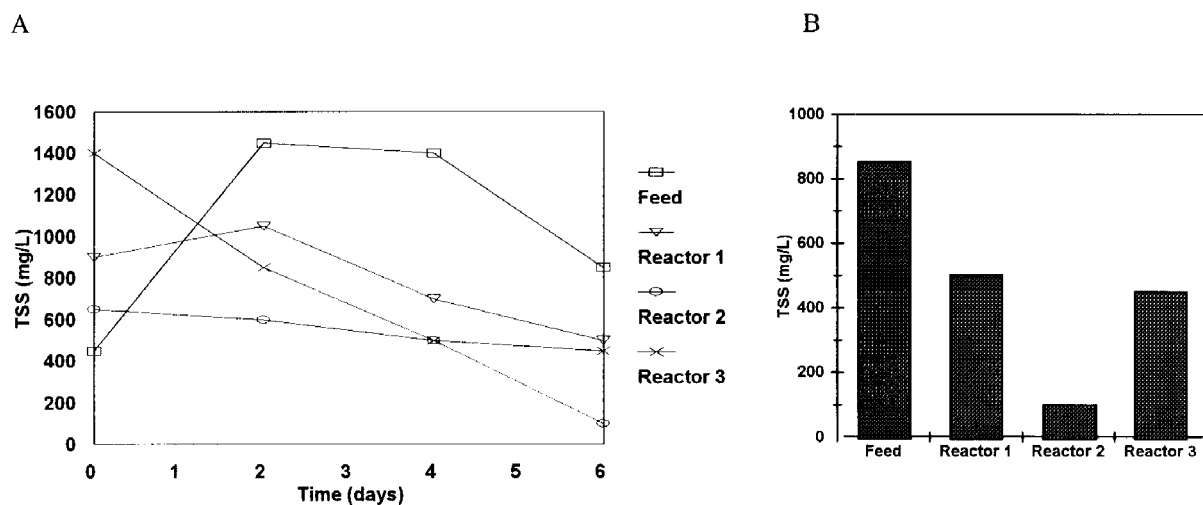 A
B
1600
1400
1200
1000
800
600
400
200
0
TSS (mg/L)
0 1 2 3 4 5 6
Time (days)
Feed
Reactor 1
Reactor 2
Reactor 3
1000
800
600
400
200
0
TSS (mg/L)
Feed Reactor 1 Reactor 2 Reactor 3